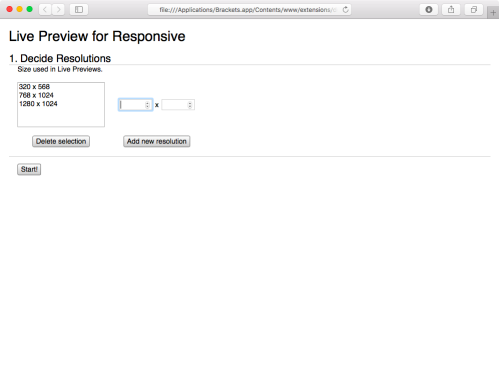 file:///Applications/Brackets.app/Contents/www/extensions/
Live Preview for Responsive
1. Decide Resolutions
Size used in Live Previews.
320 x 568
768 x 1024
1280 x 1024
x
Delete selection
Add new resolution
Start!